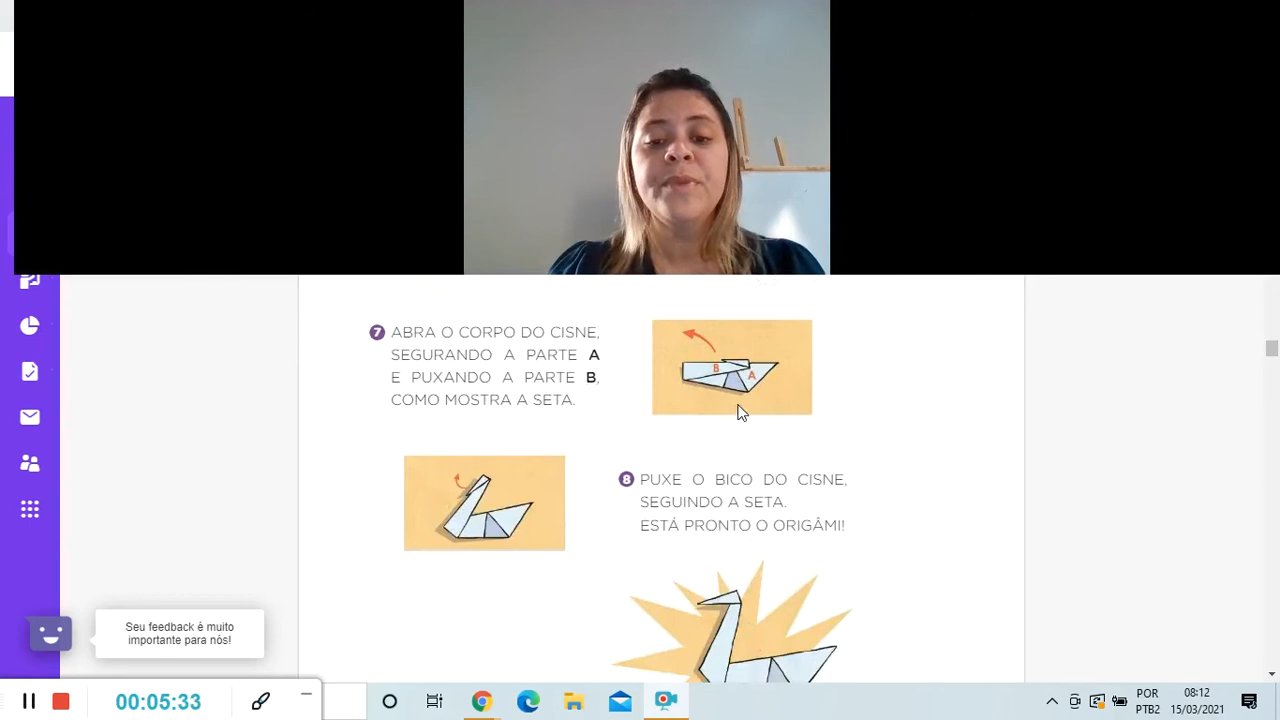 7 ABRA O CORPO DO CISNE,
SEGURANDO A PARTE A
E PUXANDO A PARTE B,
COMO MOSTRA A SETA.
B
A
8 PUXE O BICO DO CISNE,
SEGUINDO A SETA.
ESTÁ PRONTO O ORIGÂMI!
Seu feedback é muito
importante para nós!
00:05:33
POR
PTB2
08:12
15/03/2021